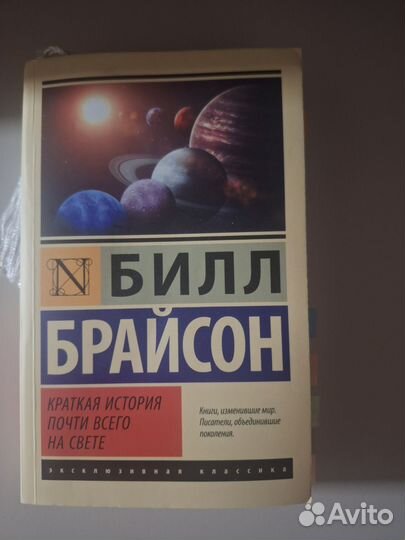 N
БИЛЛ
БРАЙСОН
КРАТКАЯ ИСТОРИЯ
ПОЧТИ ВСЕГО
НА СВЕТЕ
Книги, изменившие мир.
Писатели, объединившие
поколения.
эксклюзивная классика
Avito